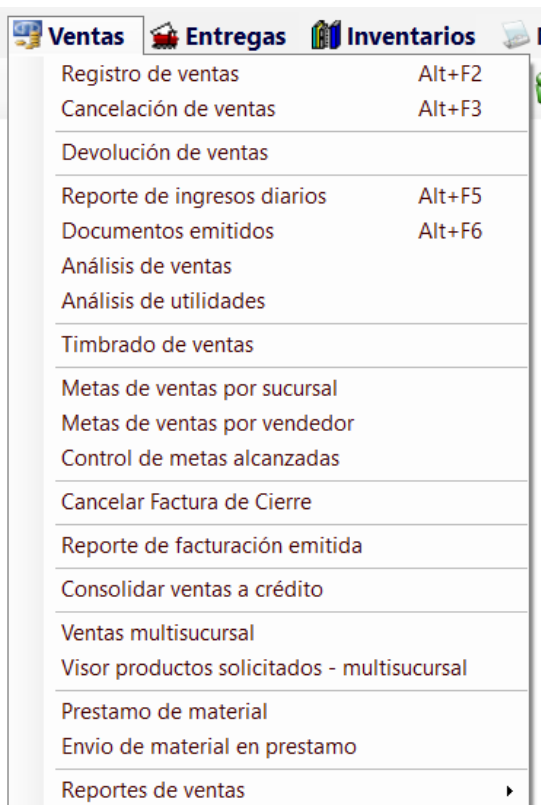 Ventas Entregas Inventarios
Registro de ventas Alt+F2
Cancelación de ventas Alt+F3
Devolución de ventas
Reporte de ingresos diarios Alt+F5
Documentos emitidos Alt+F6
Análisis de ventas
Análisis de utilidades
Timbrado de ventas
Metas de ventas por sucursal
Metas de ventas por vendedor
Control de metas alcanzadas
Cancelar Factura de Cierre
Reporte de facturación emitida
Consolidar ventas a crédito
Ventas multisucursal
Visor productos solicitados - multisucursal
Prestamo de material
Envio de material en prestamo
Reportes de ventas